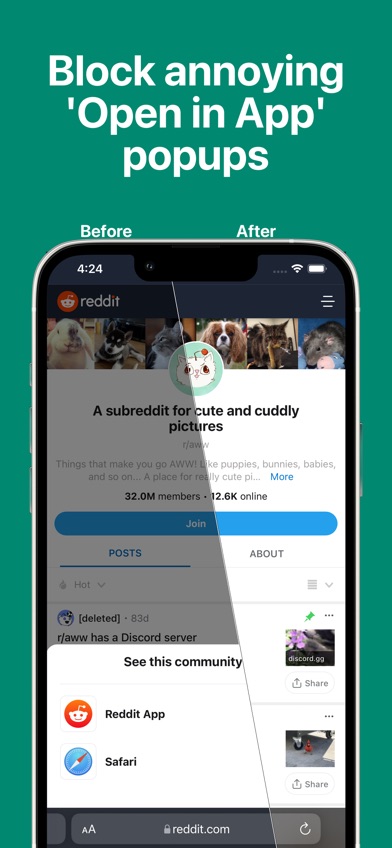 Block annoying
'Open in App'
popups
Before After
4:24
reddit
A subreddit for cute and cuddly
pictures
r/aww
Things that make you go AWW! Like puppies, bunnies, babies,
and so on... A place for really cute pi... More
32.0M members • 12.6K online
Join
POSTS ABOUT
Hot
[deleted] • 83d
r/aww has a Discord server
discord.gg
Share
See this community
Reddit App
Safari
Share
AA reddit.com